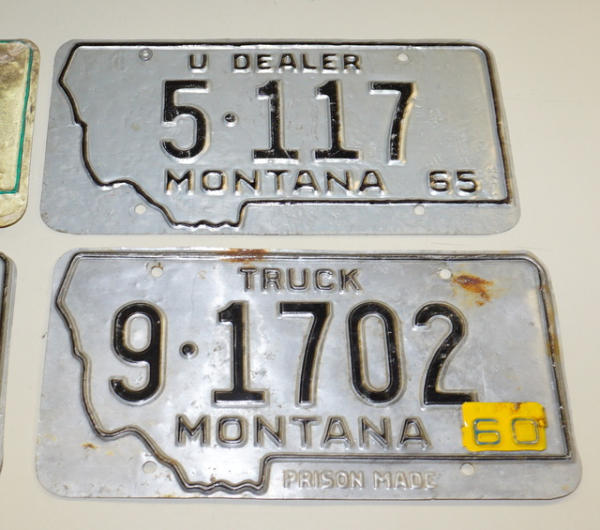 U DEALER
5·117
MONTANA 65
TRUCK
9·1702
MONTANA 60
PRISON MADE